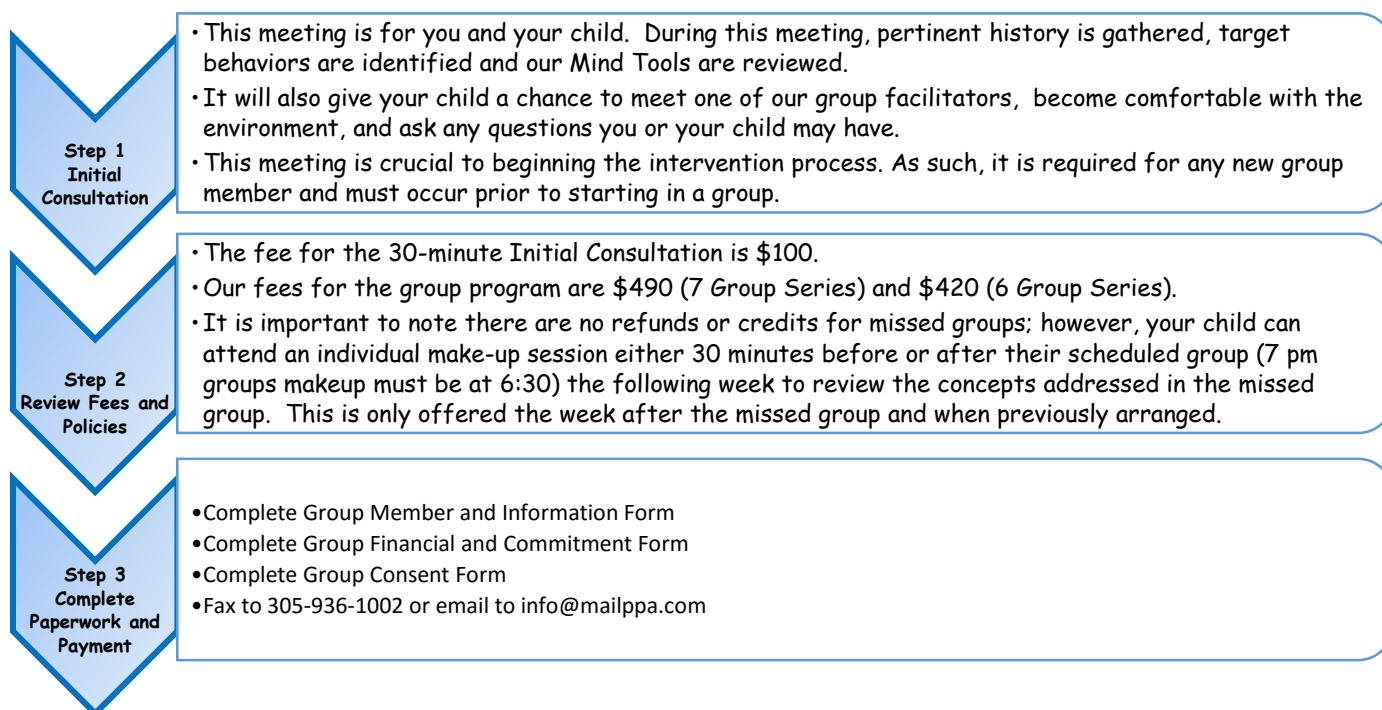 Step 1
Initial
Consultation
· This meeting is for you and your child.  During this meeting, pertinent history is gathered, target
behaviors are identified and our Mind Tools are reviewed.
· It will also give your child a chance to meet one of our group facilitators,  become comfortable with the
environment, and ask any questions you or your child may have.
· This meeting is crucial to beginning the intervention process. As such, it is required for any new group
member and must occur prior to starting in a group.
Step 2
Review Fees and
Policies
· The fee for the 30-minute Initial Consultation is $100.
· Our fees for the group program are $490 (7 Group Series) and $420 (6 Group Series).
· It is important to note there are no refunds or credits for missed groups; however, your child can
attend an individual make-up session either 30 minutes before or after their scheduled group (7 pm
groups makeup must be at 6:30) the following week to review the concepts addressed in the missed
group.  This is only offered the week after the missed group and when previously arranged.
Step 3
Complete
Paperwork and
Payment
•Complete Group Member and Information Form
•Complete Group Financial and Commitment Form
•Complete Group Consent Form
•Fax to 305-936-1002 or email to info@mailppa.com